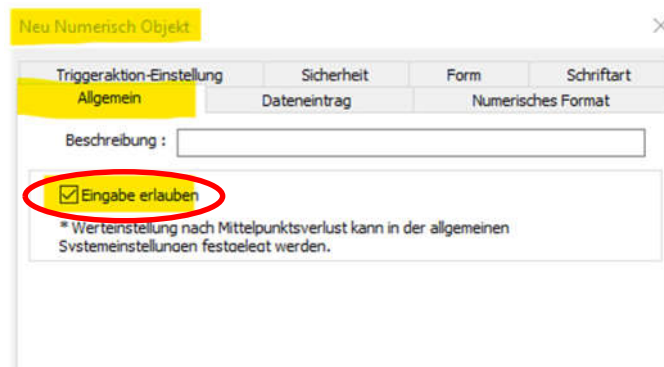 Neu Numerisch Objekt
Triggeraktion-Einstellung Sicherheit Form Schriftart
Allgemein Dateneintrag Numerisches Format
Beschreibung :
Eingabe erlauben
* Werteinstellung nach Mittelpunktsverlust kann in der allgemeinen
Systemeinstellungen festgelegt werden.